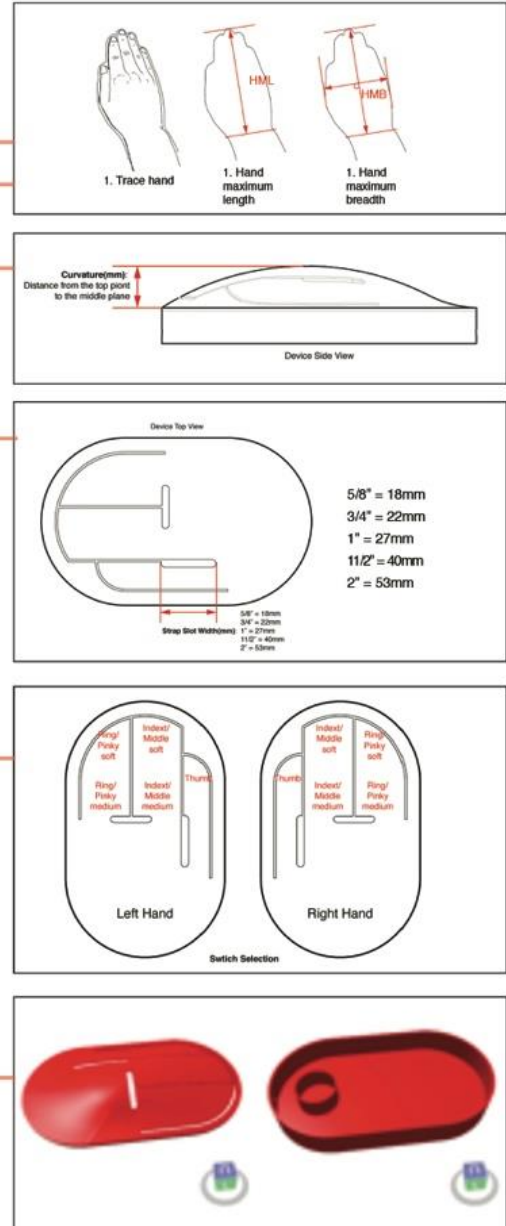 HML
HMB
1. Trace hand
1. Hand
maximum
length
1. Hand
maximum
breadth
Curvature(mm):
Distance from the top piont
to the middle plane
Device Side View
Device Top View
5/8" = 18mm
3/4" = 22mm
1" = 27mm
11/2" = 40mm
2" = 53mm
Strap Slot Width(mm):
5/8" = 18mm
3/4" = 22mm
1" = 27mm
11/2" = 40mm
2" = 53mm
Ring/
Pinky
soft
Indext/
Middle
soft
Thumb
Ring/
Pinky
medium
Indext/
Middle
medium
Left Hand
Indext/
Middle
soft
Ring/
Pinky
soft
Thumb
Indext/
Middle
medium
Ring/
Pinky
medium
Right Hand
Swtich Selection